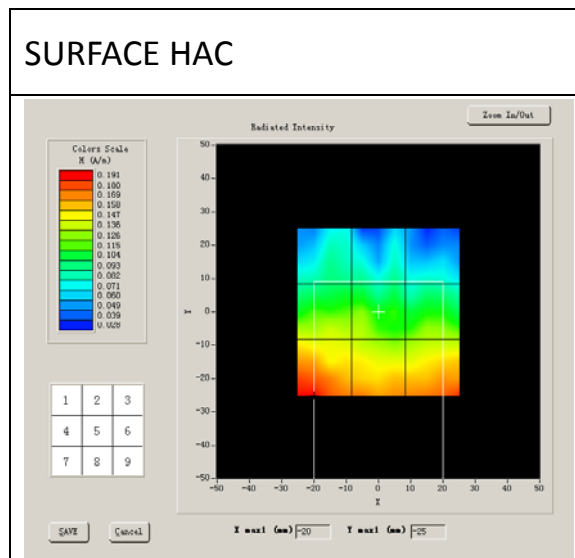 SURFACE HAC
Zoom In/Out
Radiated Intensity
Colors Scale
H (A/m)
0.191
0.180
0.169
0.158
0.147
0.136
0.126
0.115
0.104
0.093
0.082
0.071
0.060
0.049
0.039
0.028
50
40
30
20
10
0
-10
-20
-30
-40
-50
Y
-50 -40 -30 -20 -10 0 10 20 30 40 50
X
1 2 3
4 5 6
7 8 9
SAVE Cancel
X max1 (mm) -20 Y max1 (mm) -25